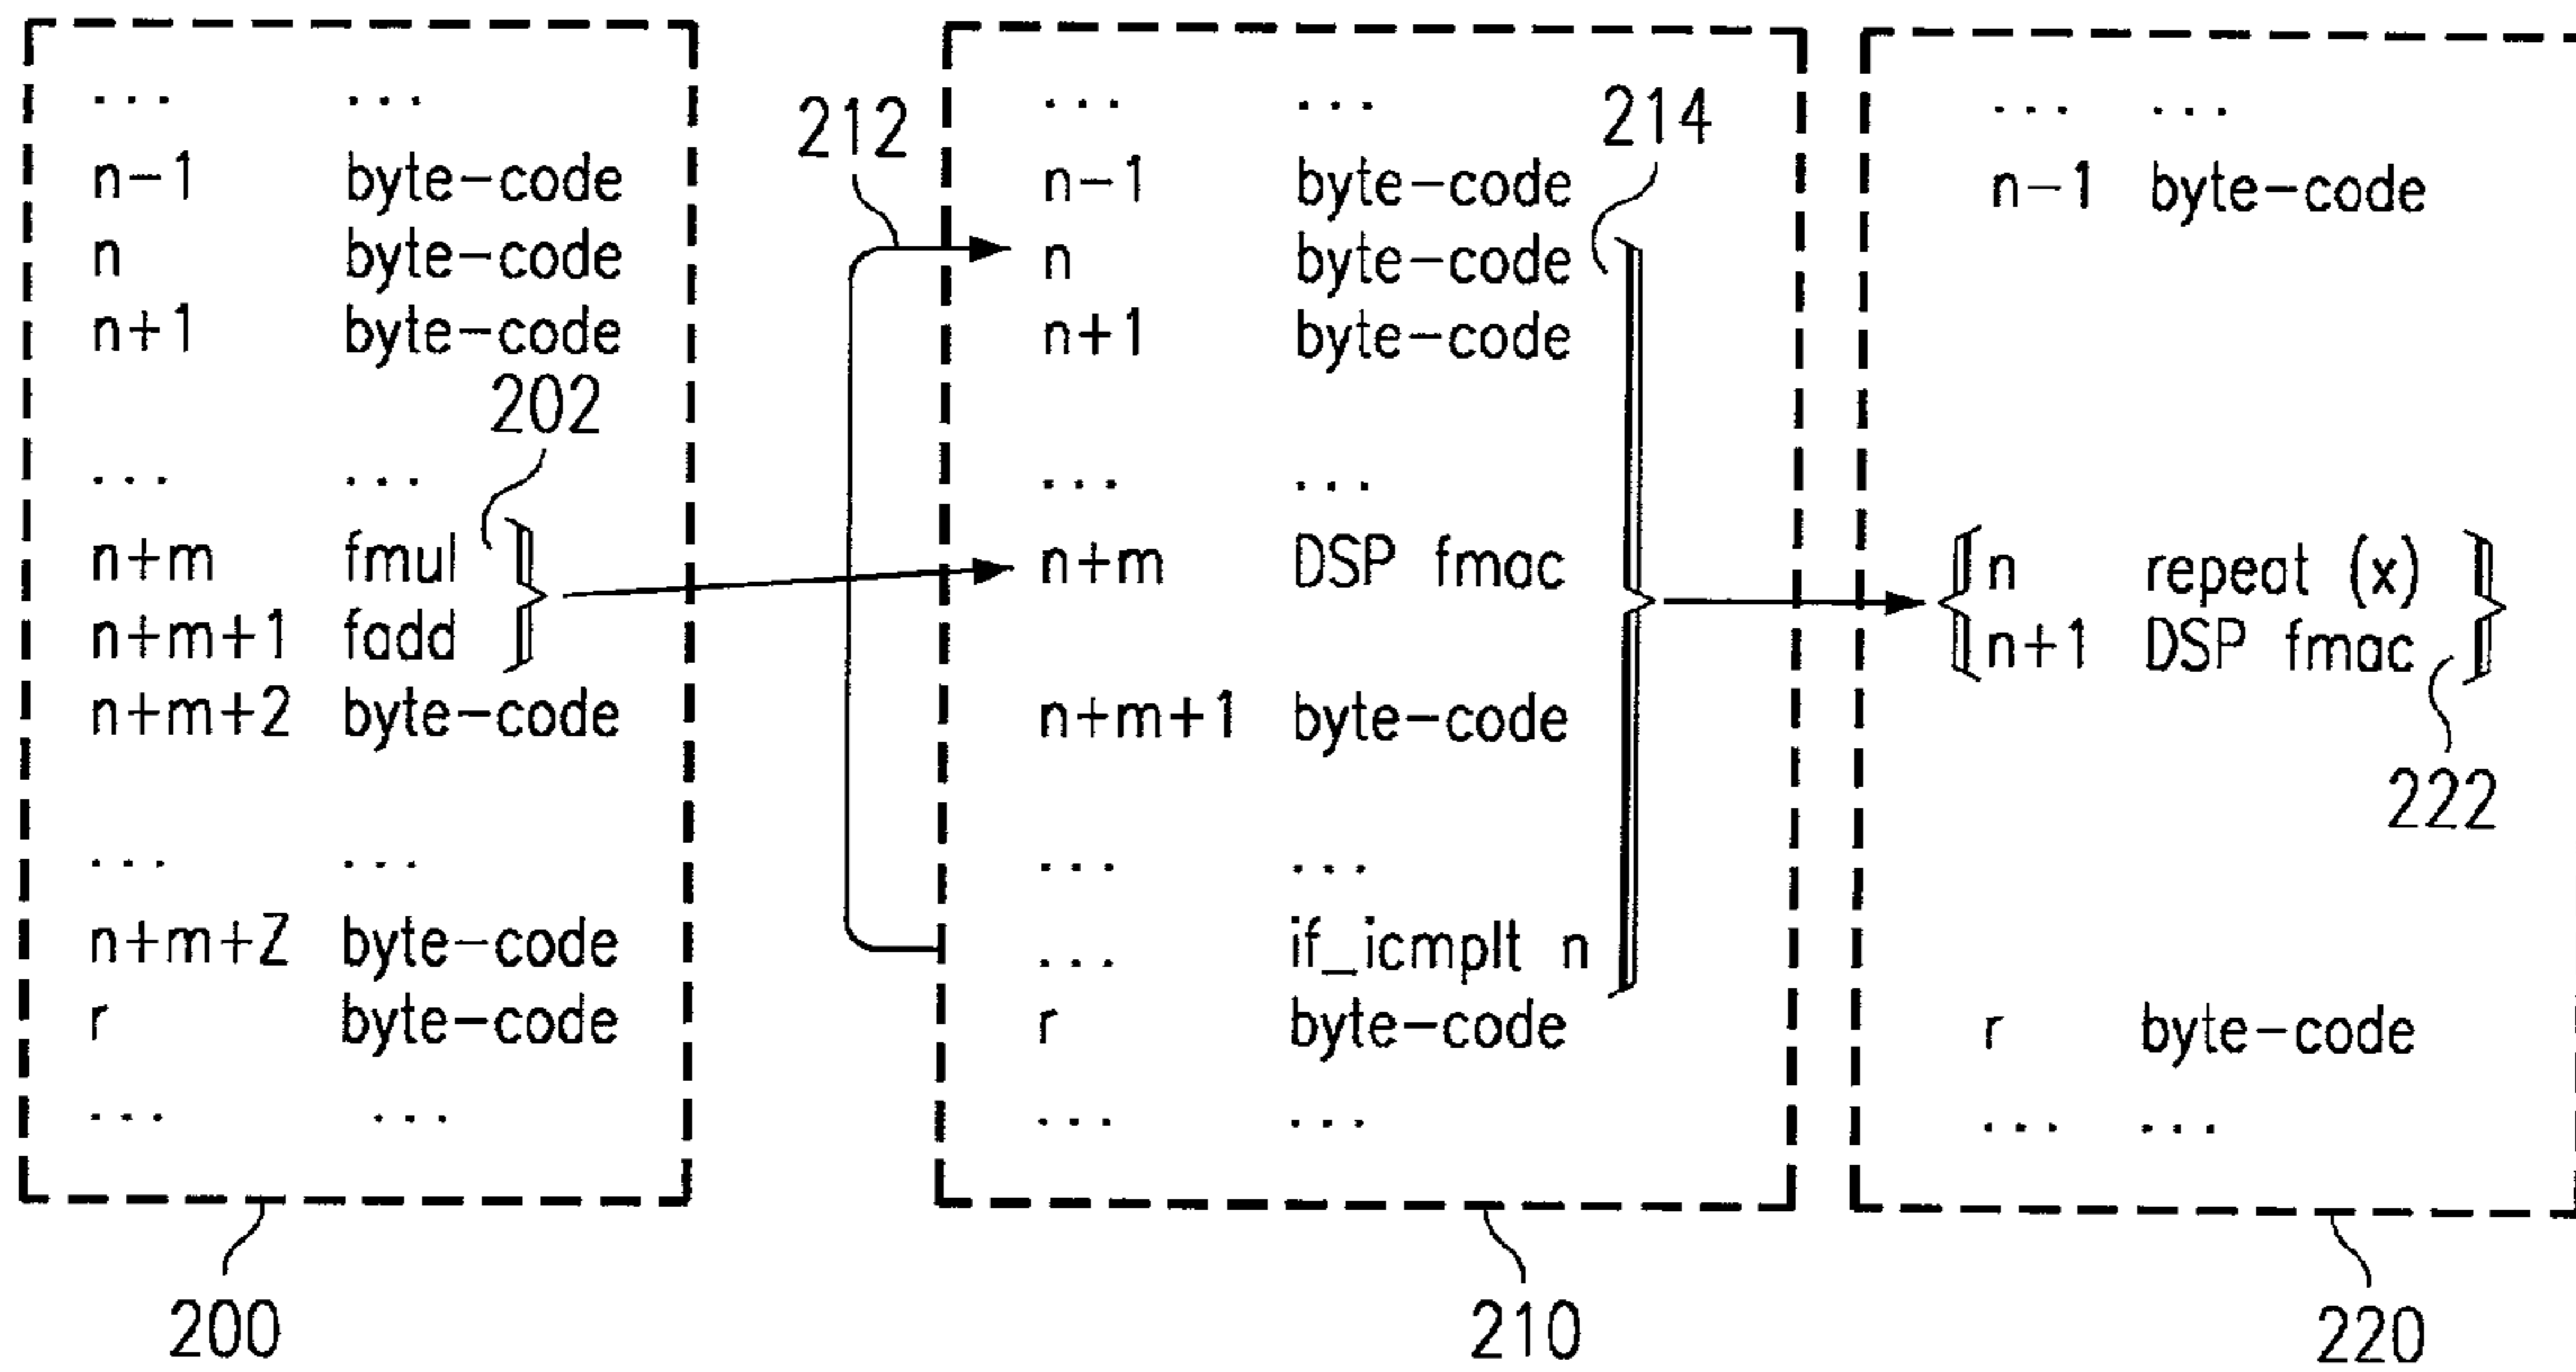 ... ...
n-1 byte-code
n byte-code
n+1 byte-code
202
... ...
n+m fmul
n+m+1 fadd
n+m+2 byte-code
... ...
n+m+Z byte-code
r byte-code
... ...
200
212
... ...
214
n-1 byte-code
n byte-code
n+1 byte-code
... ...
n+m DSP fmac
n+m+1 byte-code
... ...
... if_icmplt n
r byte-code
... ...
210
... ...
n-1 byte-code
n repeat (x)
n+1 DSP fmac
222
r byte-code
... ...
220